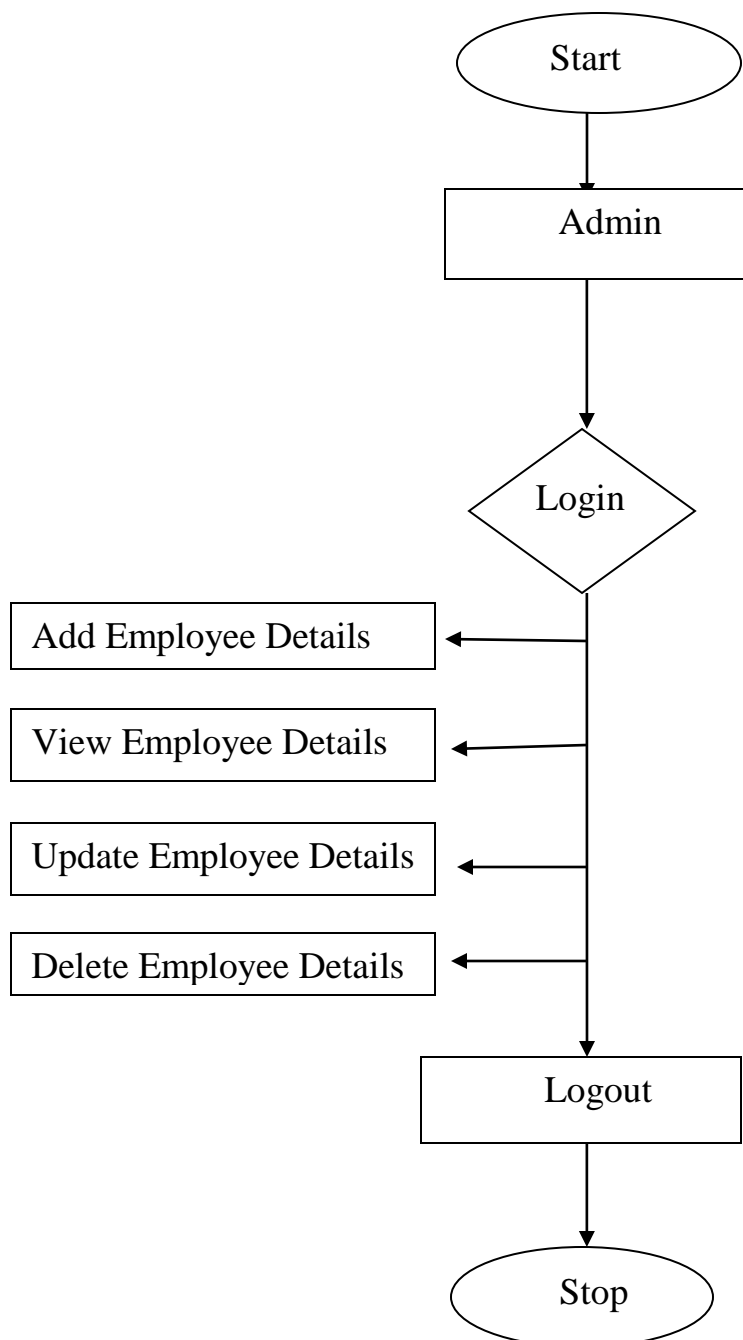 Start
Admin
Login
Add Employee Details
View Employee Details
Update Employee Details
Delete Employee Details
Logout
Stop